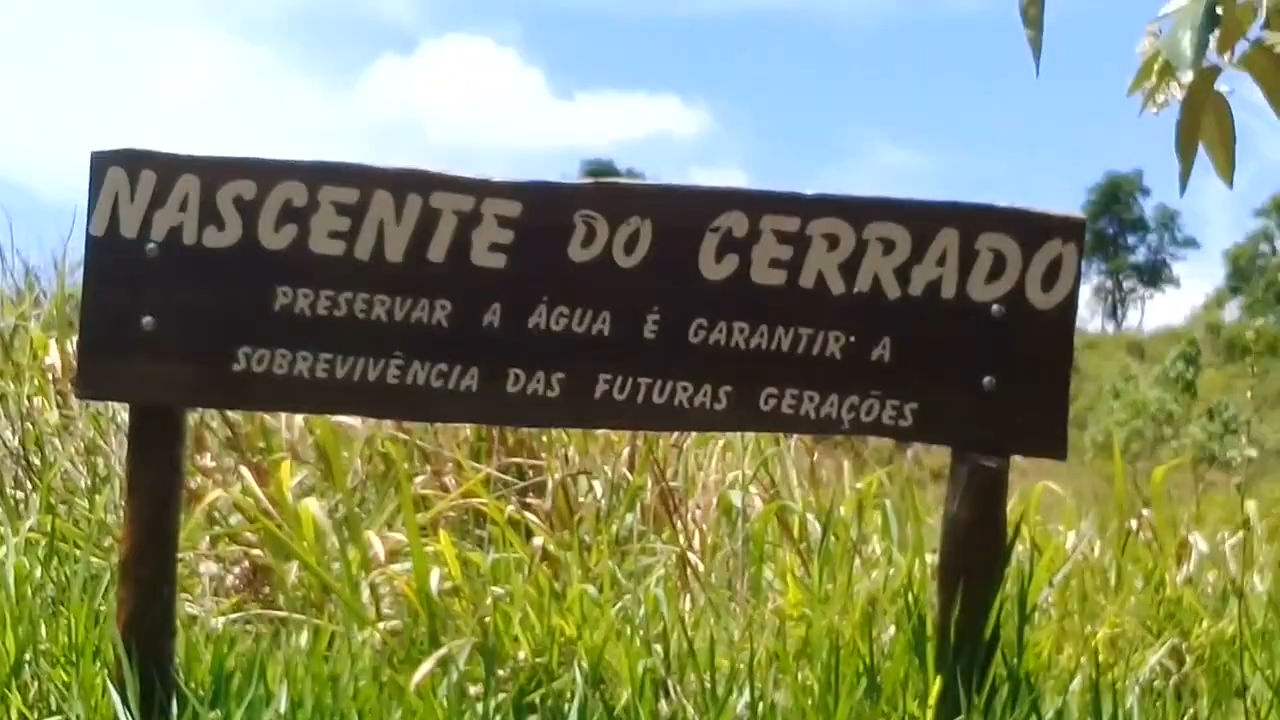 NASCENTE DO CERRADO
PRESERVAR A ÁGUA É GARANTIR A
SOBREVIVÊNCIA DAS FUTURAS GERAÇÕES